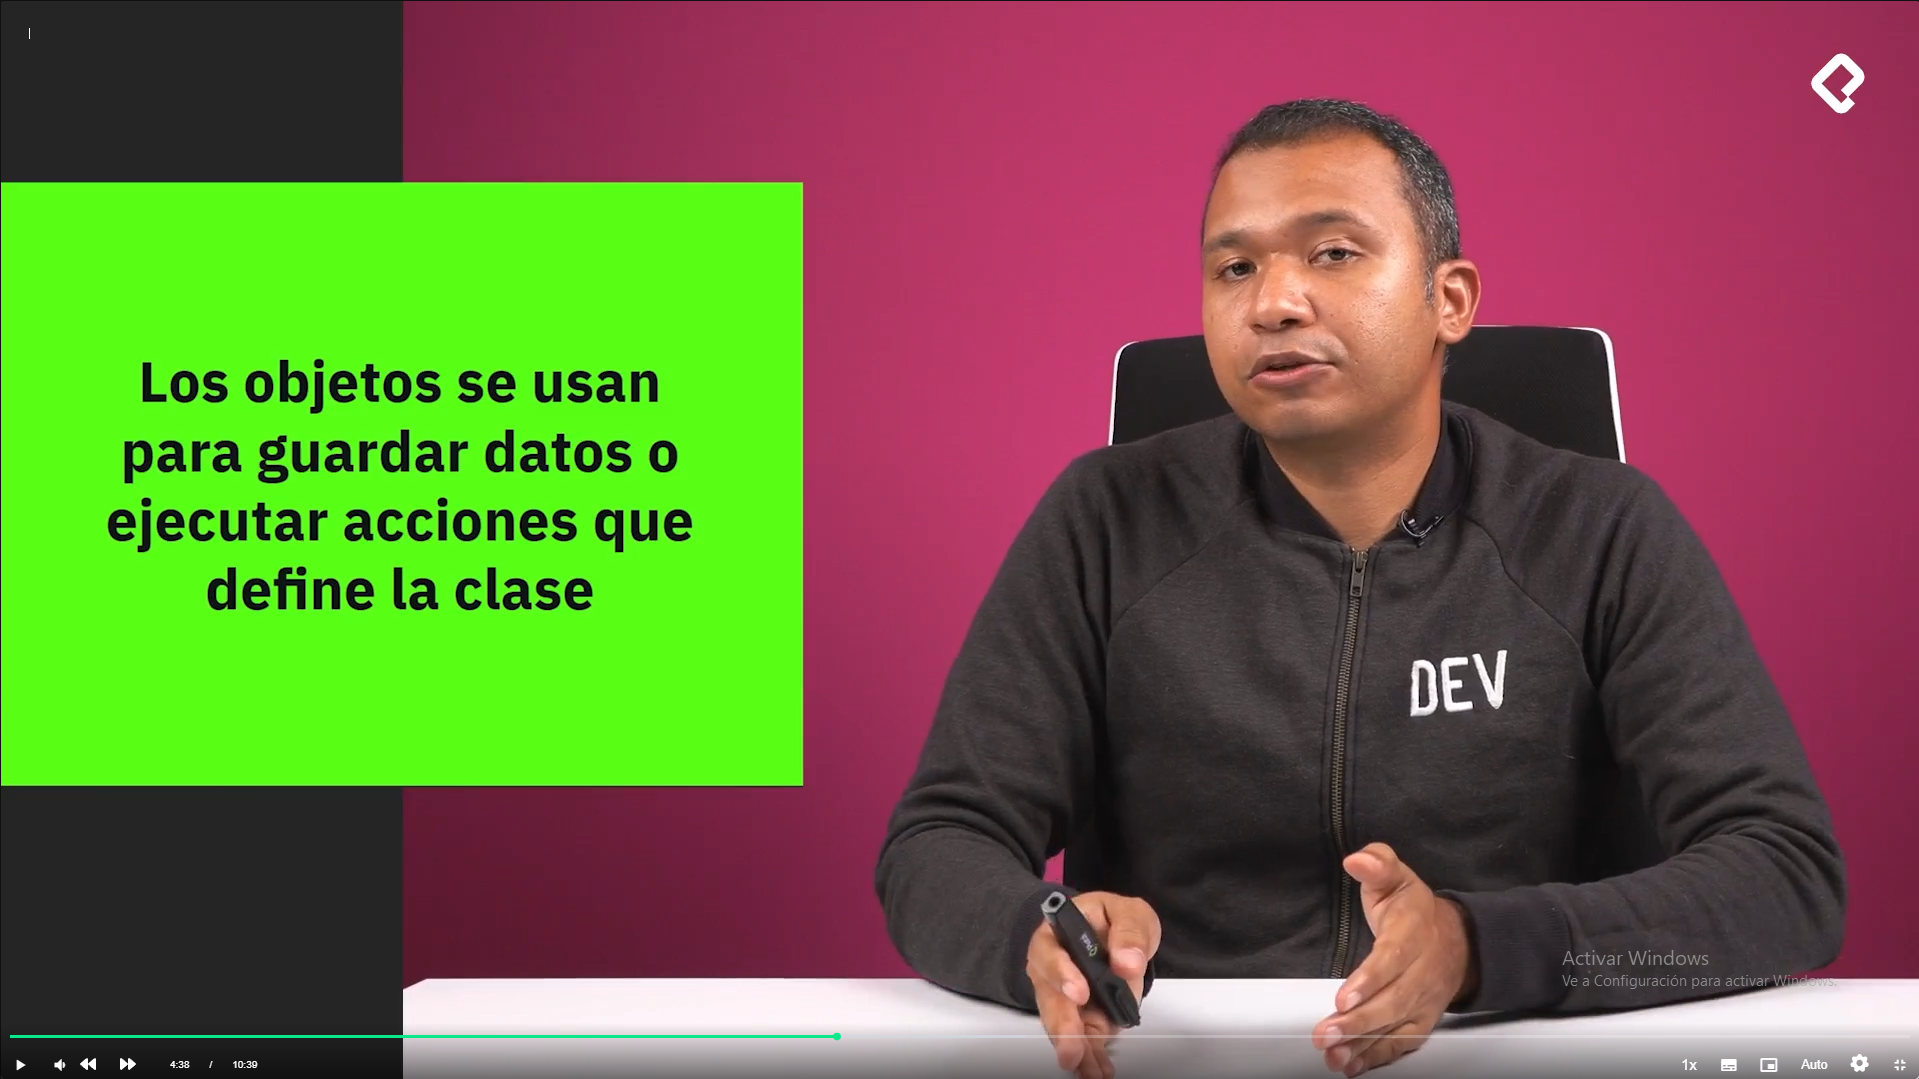 Los objetos se usan
para guardar datos o
ejecutar acciones que
define la clase
DEV
Activar Windows
Ve a Configuración para activar Windows.
4:38 / 10:39
1x
Auto